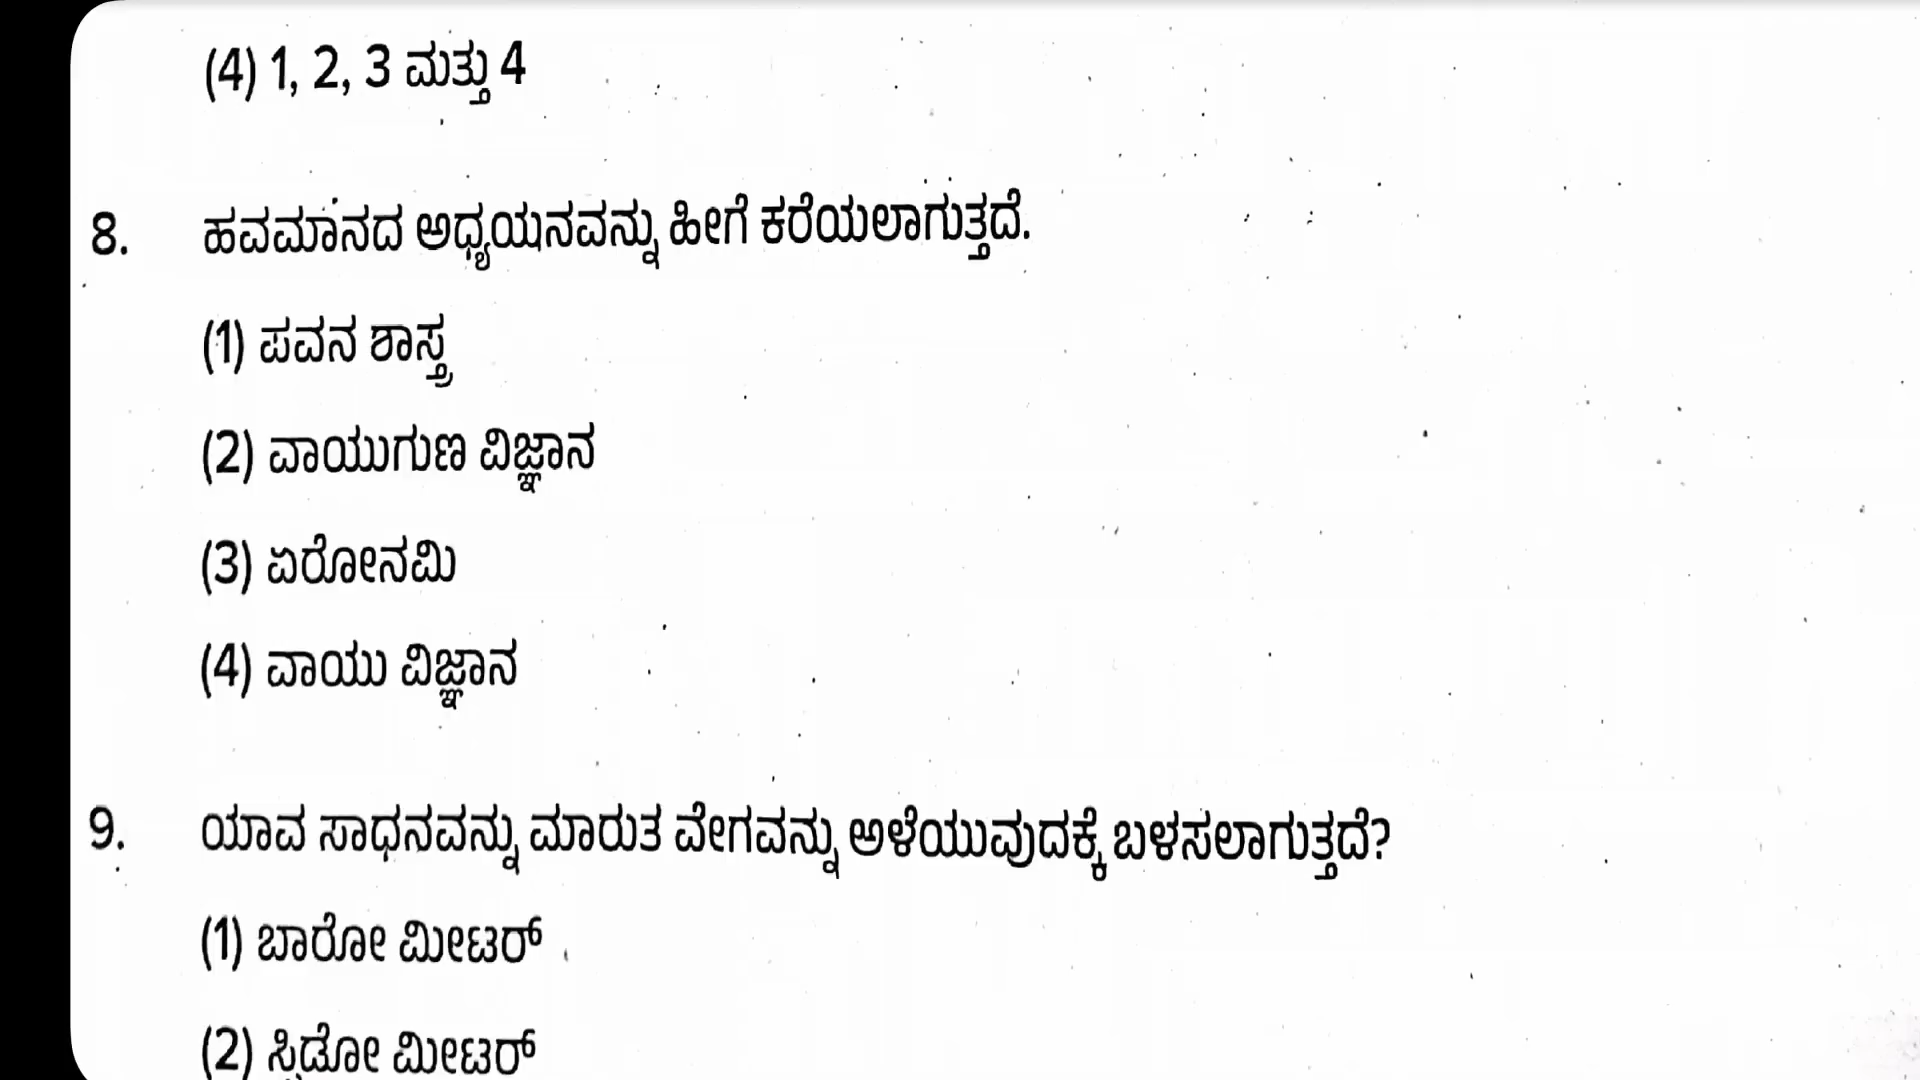 (4) 1, 2, 3 ಮತ್ತು 4
8. ಹವಮಾನದ ಅಧ್ಯಯನವನ್ನು ಹೀಗೆ ಕರೆಯಲಾಗುತ್ತದೆ.
(1) ಪವನ ಶಾಸ್ತ್ರ
(2) ವಾಯುಗುಣ ವಿಜ್ಞಾನ
(3) ಏರೋನಮಿ
(4) ವಾಯು ವಿಜ್ಞಾನ
9. ಯಾವ ಸಾಧನವನ್ನು ಮಾರುತ ವೇಗವನ್ನು ಅಳೆಯುವುದಕ್ಕೆ ಬಳಸಲಾಗುತ್ತದೆ?
(1) ಬಾರೋ ಮೀಟರ್
(2) ಸ್ಪಿಡೋ ಮೀಟರ್